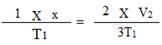 1 X x / T₁ = 2 X V₂ / 3T₁